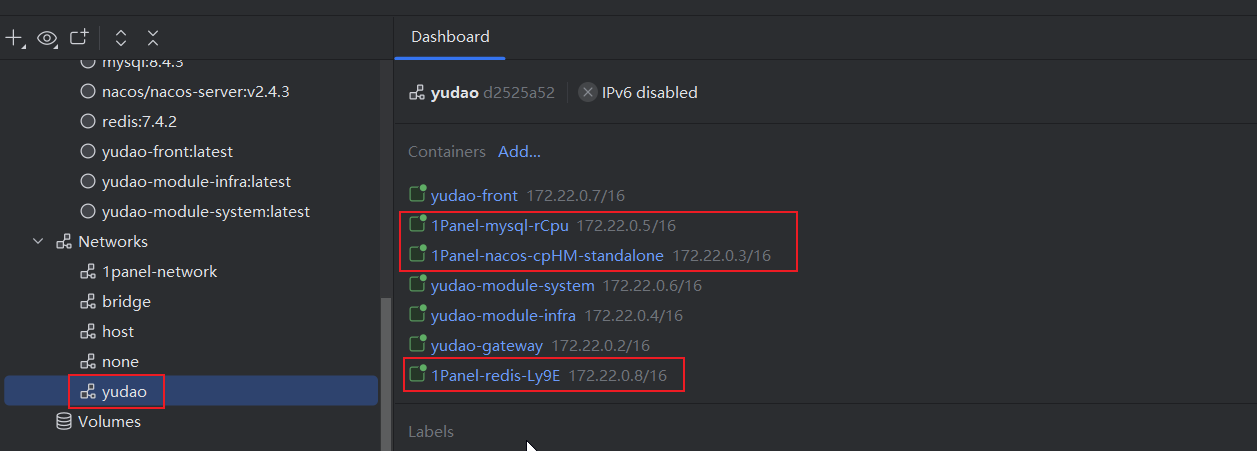 mysql:8.4.3
nacos/nacos-server:v2.4.3
redis:7.4.2
yudao-front:latest
yudao-module-infra:latest
yudao-module-system:latest
Networks
1panel-network
bridge
host
none
yudao
Volumes
Dashboard
yudao d2525a52 IPv6 disabled
Containers Add...
yudao-front 172.22.0.7/16
1Panel-mysql-rCpu 172.22.0.5/16
1Panel-nacos-cpHM-standalone 172.22.0.3/16
yudao-module-system 172.22.0.6/16
yudao-module-infra 172.22.0.4/16
yudao-gateway 172.22.0.2/16
1Panel-redis-Ly9E 172.22.0.8/16
Labels